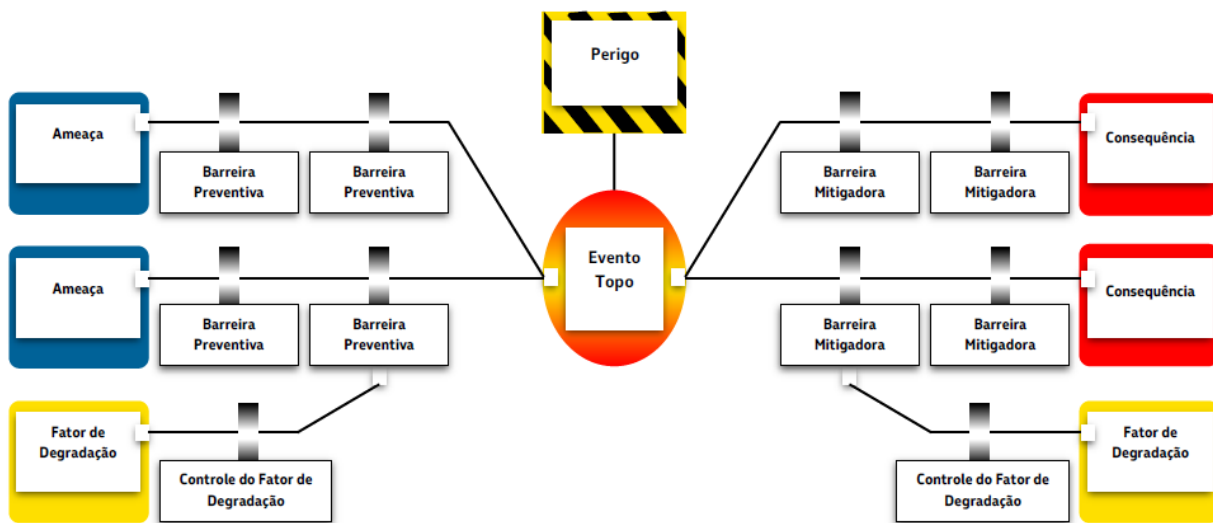 Perigo
Ameaça
Barreira
Preventiva
Barreira
Preventiva
Barreira
Mitigadora
Barreira
Mitigadora
Consequência
Evento
Topo
Ameaça
Barreira
Preventiva
Barreira
Preventiva
Barreira
Mitigadora
Barreira
Mitigadora
Consequência
Fator de
Degradação
Controle do Fator de
Degradação
Controle do Fator de
Degradação
Fator de
Degradação